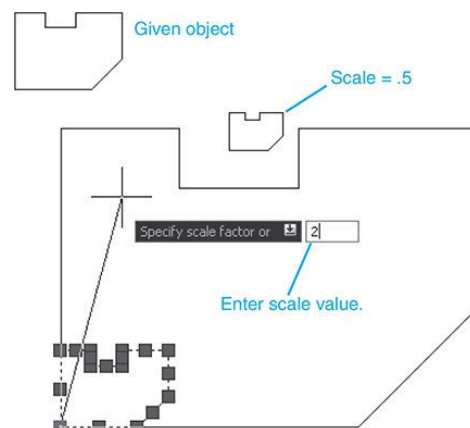 Given object
Scale = .5
Specify scale factor or
2
Enter scale value.